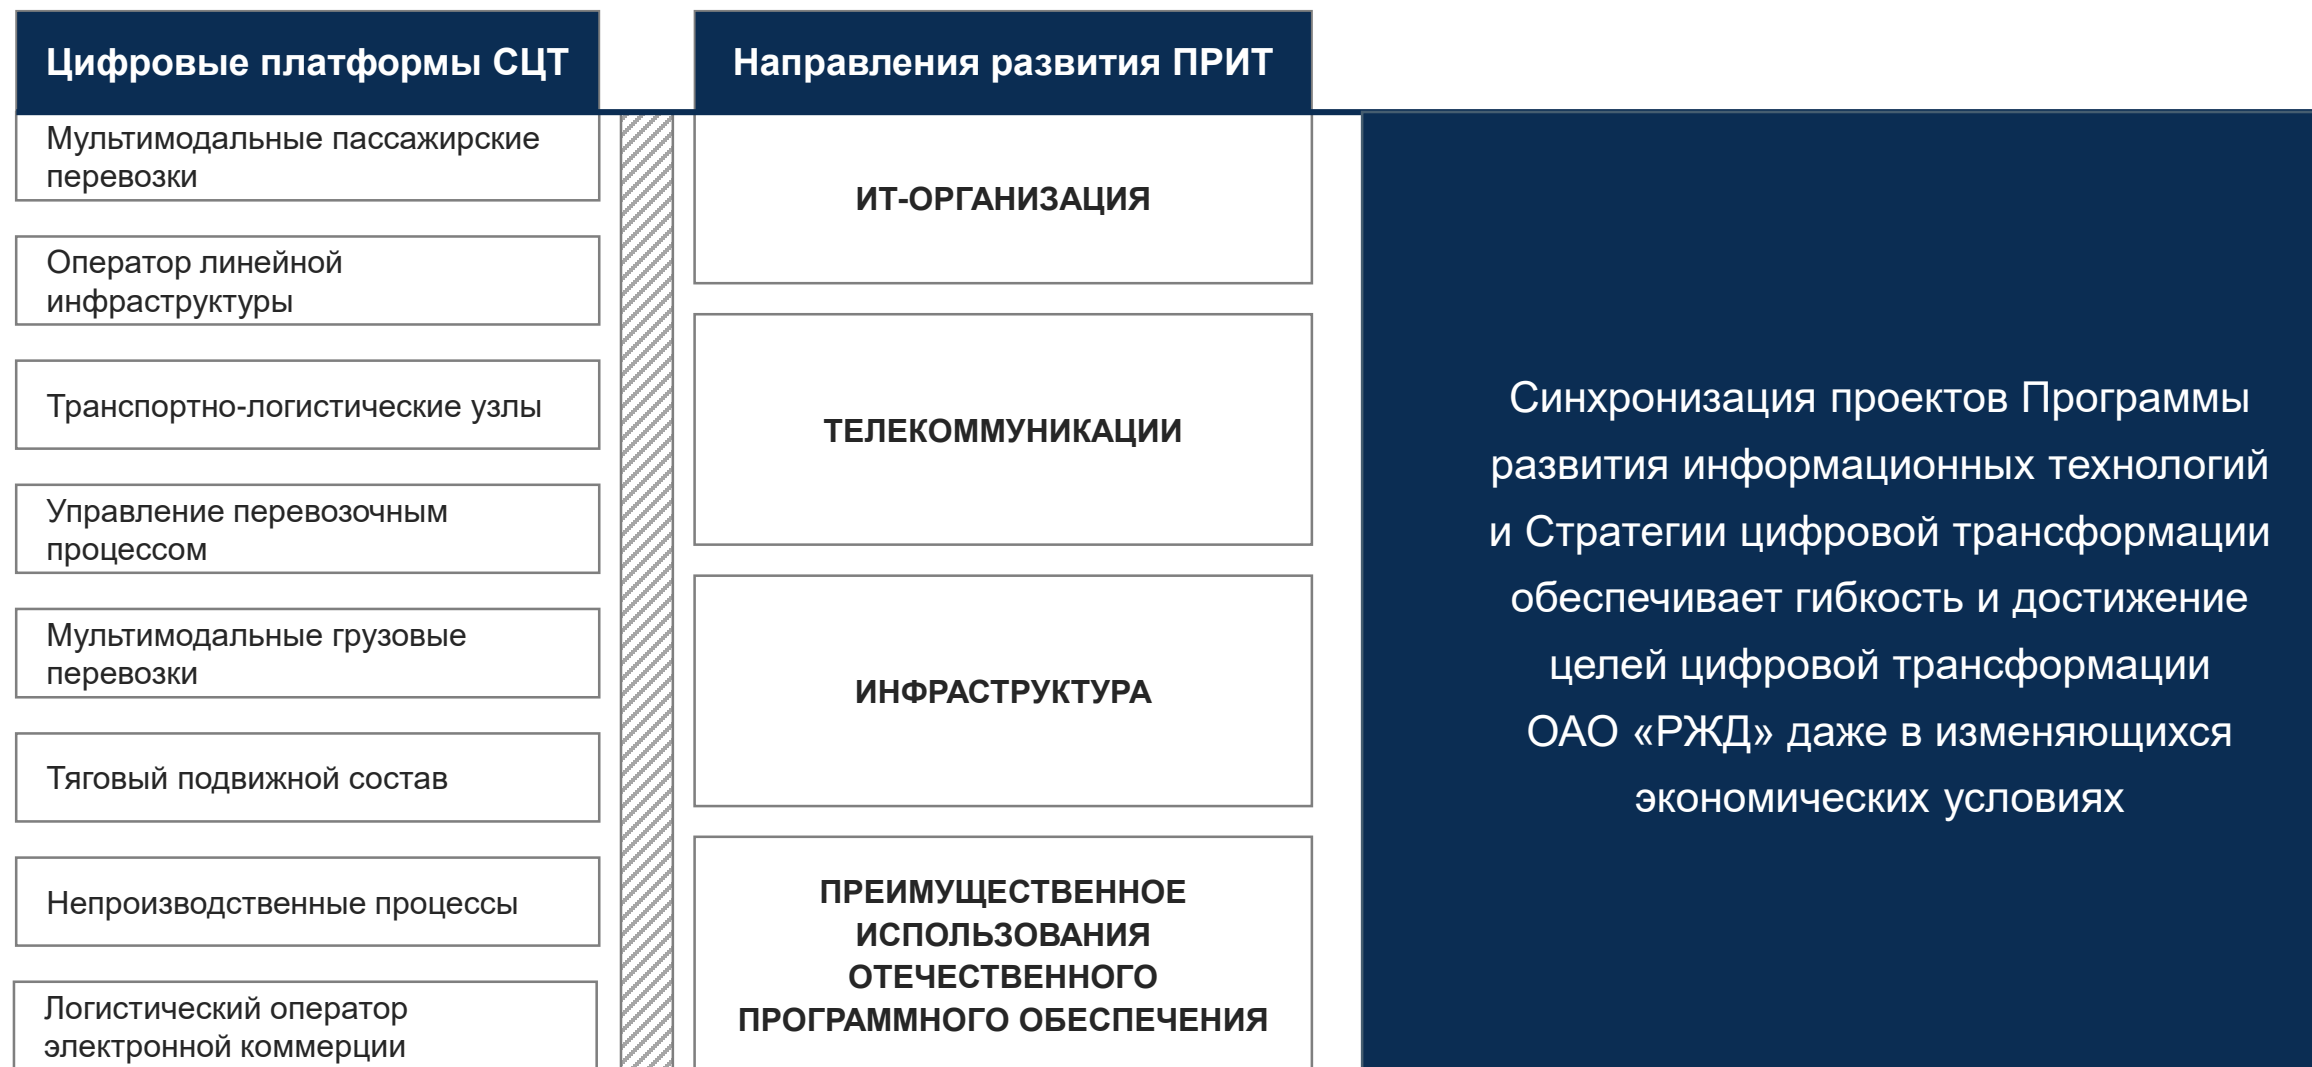 Цифровые платформы СЦТ
Мультимодальные пассажирские
перевозки
Оператор линейной
инфраструктуры
Транспортно-логистические узлы
Управление перевозочным
процессом
Мультимодальные грузовые
перевозки
Тяговый подвижной состав
Непроизводственные процессы
Логистический оператор
электронной коммерции
Направления развития ПРИТ
ИТ-ОРГАНИЗАЦИЯ
ТЕЛЕКОММУНИКАЦИИ
ИНФРАСТРУКТУРА
ПРЕИМУЩЕСТВЕННОЕ
ИСПОЛЬЗОВАНИЯ
ОТЕЧЕСТВЕННОГО
ПРОГРАММНОГО ОБЕСПЕЧЕНИЯ
Синхронизация проектов Программы
развития информационных технологий
и Стратегии цифровой трансформации
обеспечивает гибкость и достижение
целей цифровой трансформации
ОАО «РЖД» даже в изменяющихся
экономических условиях